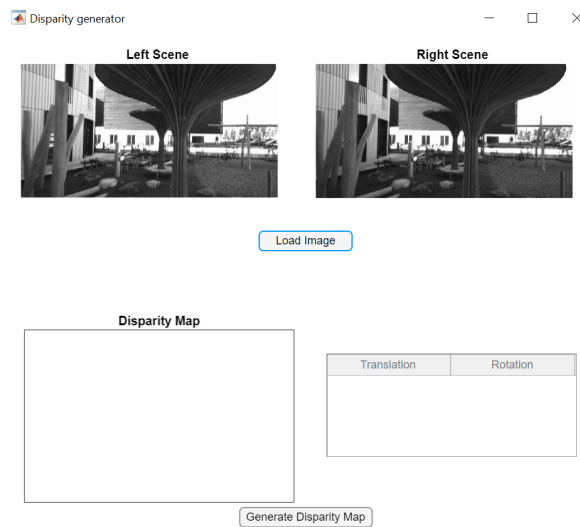 Disparity generator
Left Scene
Right Scene
Load Image
Disparity Map
Translation
Rotation
Generate Disparity Map